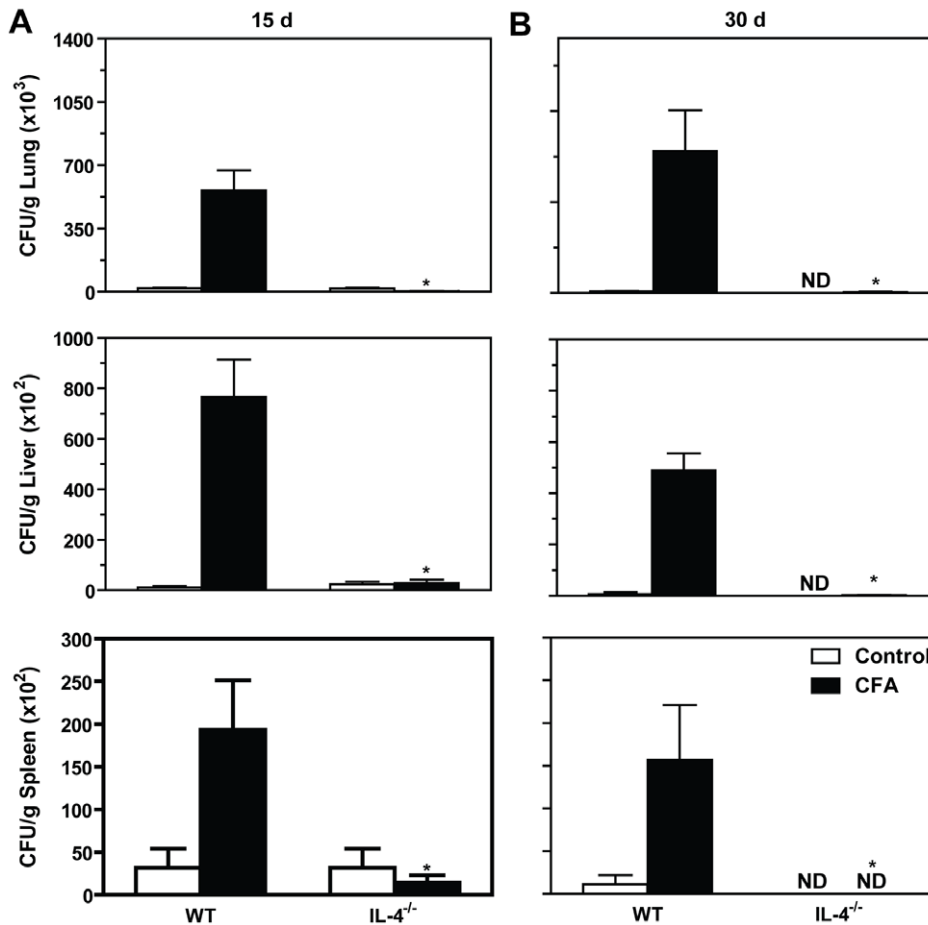 A 15 d B 30 d
CFU/g Lung (x10³)
1400
1050
700
350
0
*
ND *
CFU/g Liver (x10²)
1000
800
600
400
200
0
*
ND *
CFU/g Spleen (x10²)
300
250
200
150
100
50
0
*
Control
CFA
*
ND ND
WT IL-4⁻/⁻ WT IL-4⁻/⁻